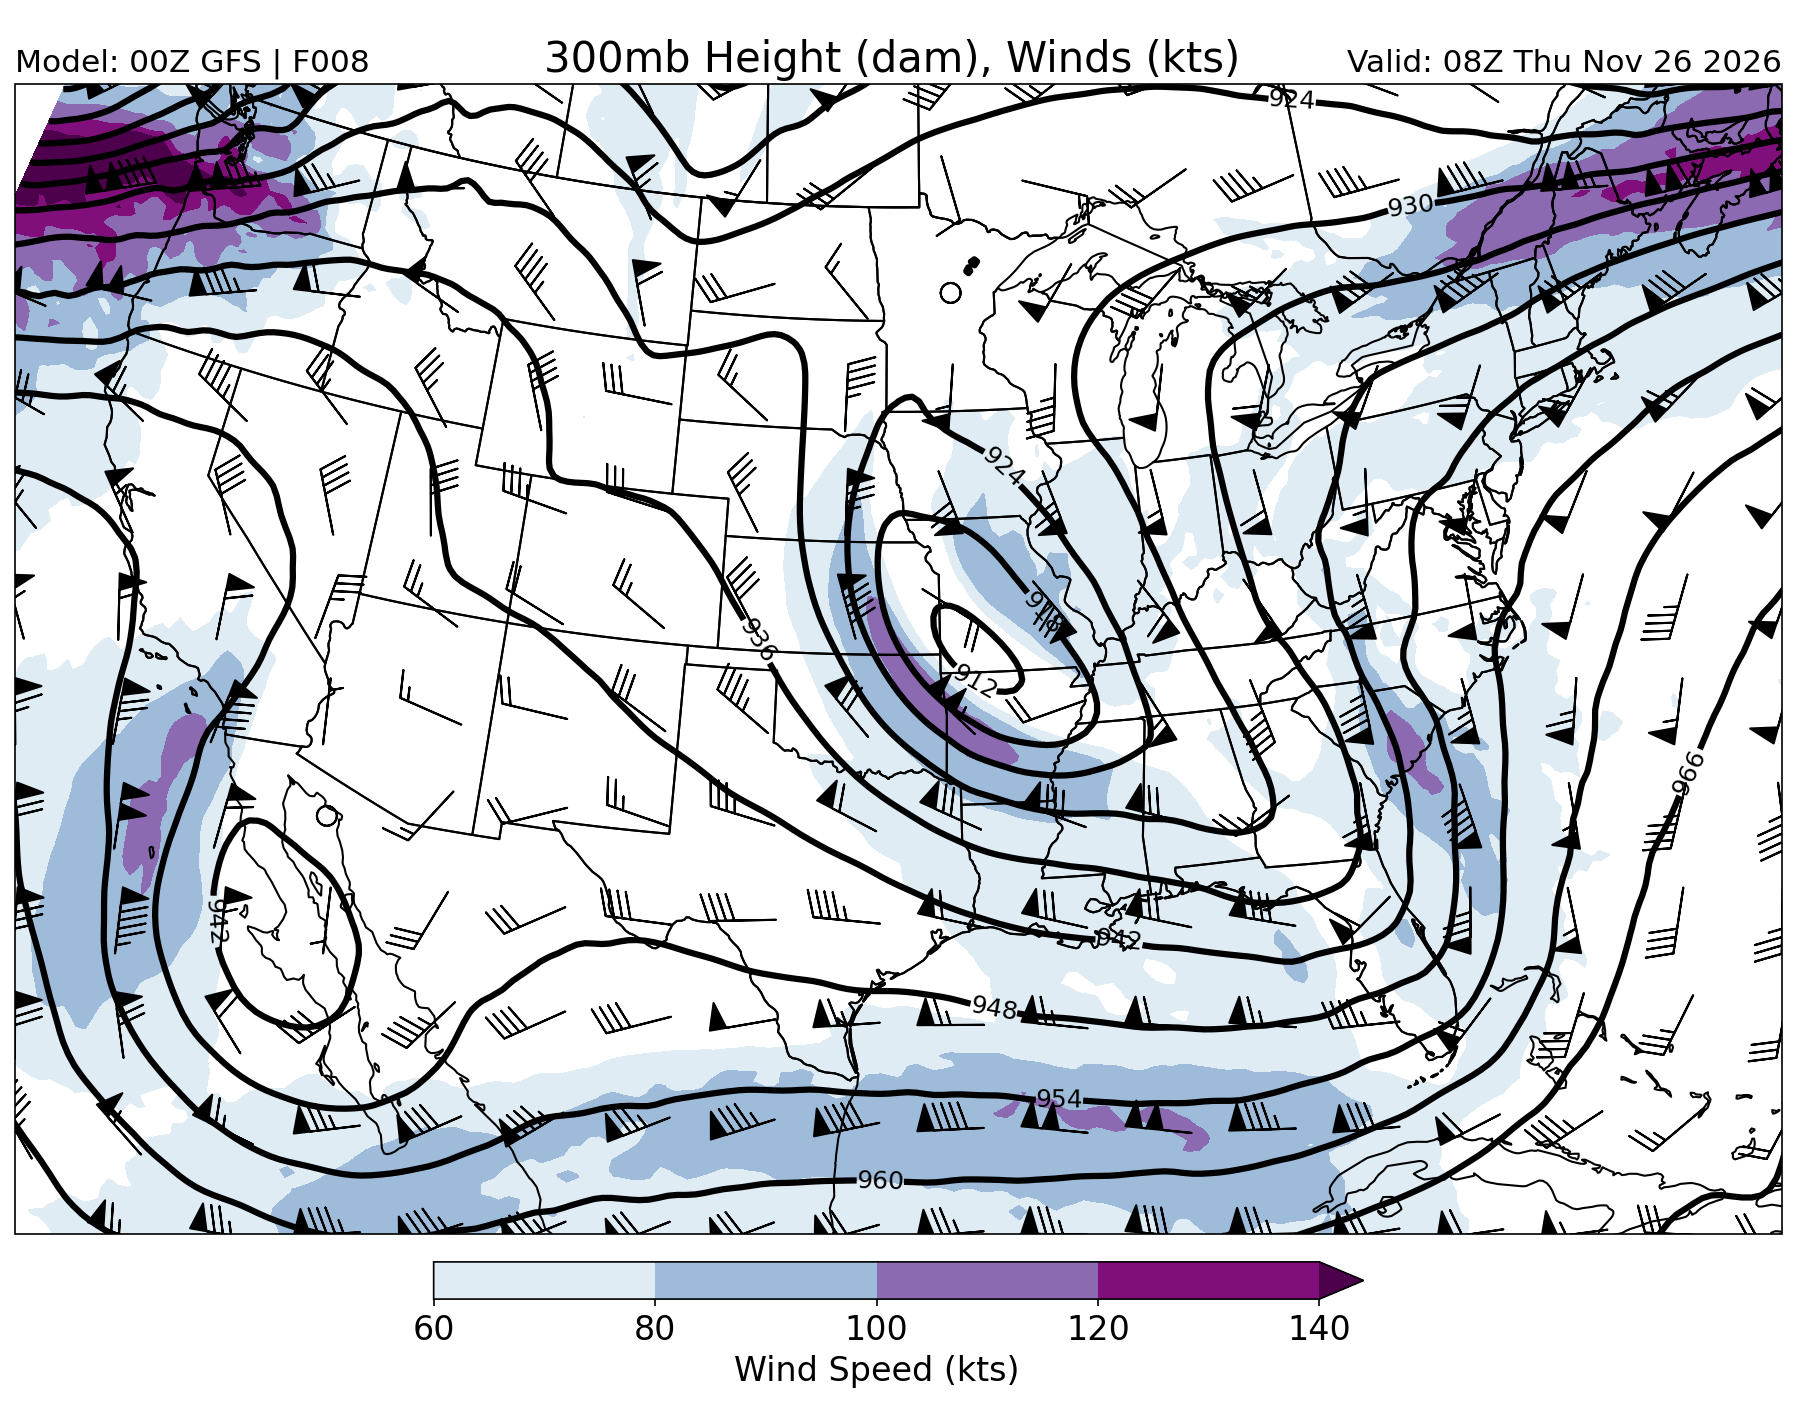 Model: 00Z GFS | F008
300mb Height (dam), Winds (kts)
Valid: 08Z Thu Nov 26 2026
924
930
924
918
936
912
966
942
942
948
954
960
60 80 100 120 140
Wind Speed (kts)